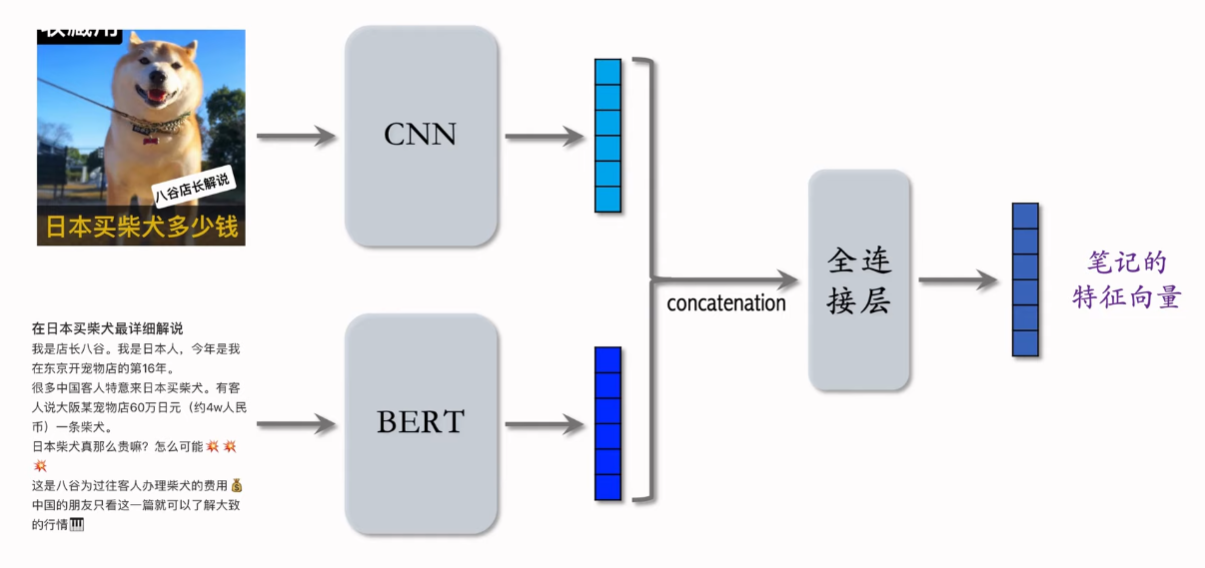 收藏用
八谷店长解说
日本买柴犬多少钱
CNN
在日本买柴犬最详细解说
我是店长八谷。我是日本人，今年是我
在东京开宠物店的第16年。
很多中国客人特意来日本买柴犬。有客
人说大阪某宠物店60万日元（约4w人民
币）一条柴犬。
日本柴犬真那么贵嘛？怎么可能💥💥
💥
这是八谷为过往客人办理柴犬的费用💰
中国的朋友只看这一篇就可以了解大致
的行情🎹
BERT
concatenation
全连
接层
笔记的
特征向量